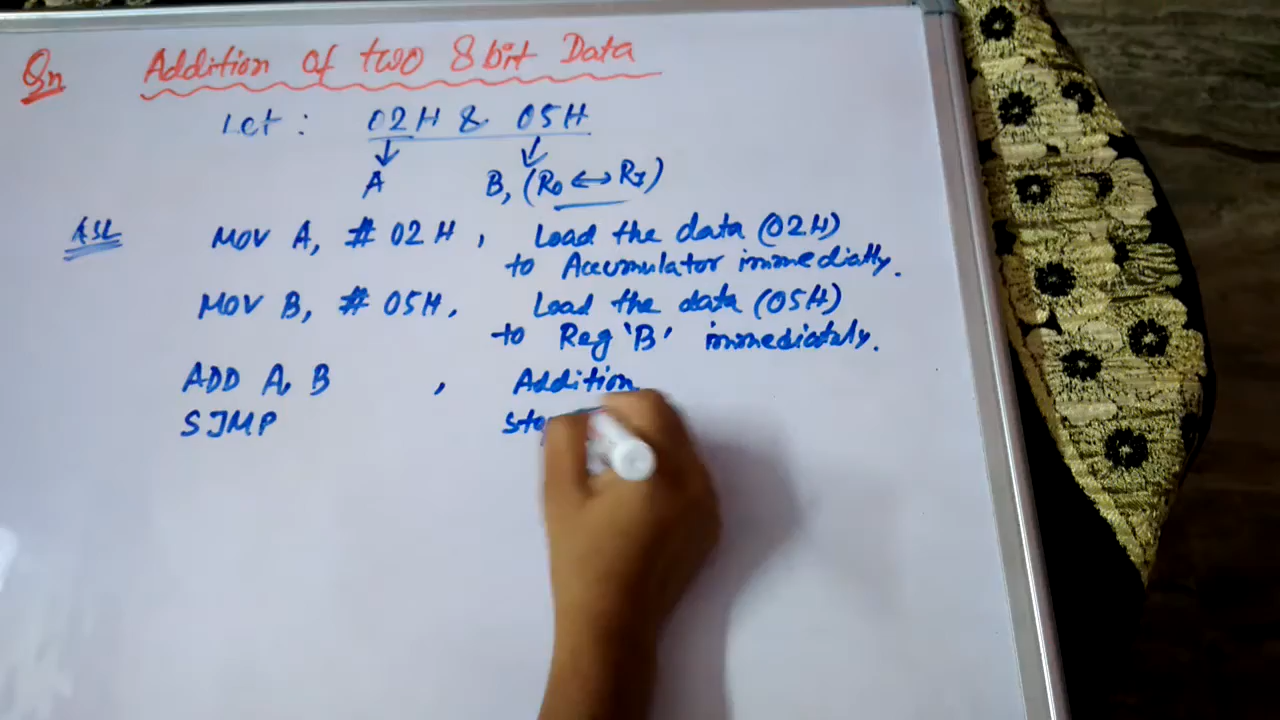 Qn Addition of two 8 bit Data
Let : 02H & 05H
A B, (R0 ↔ R7)
ASL MOV A, # 02 H , Load the data (02H)
to Accumulator immediatly.
MOV B, # 05H, Load the data (05H)
to Reg 'B' immediately.
ADD A, B , Addition
SJMP